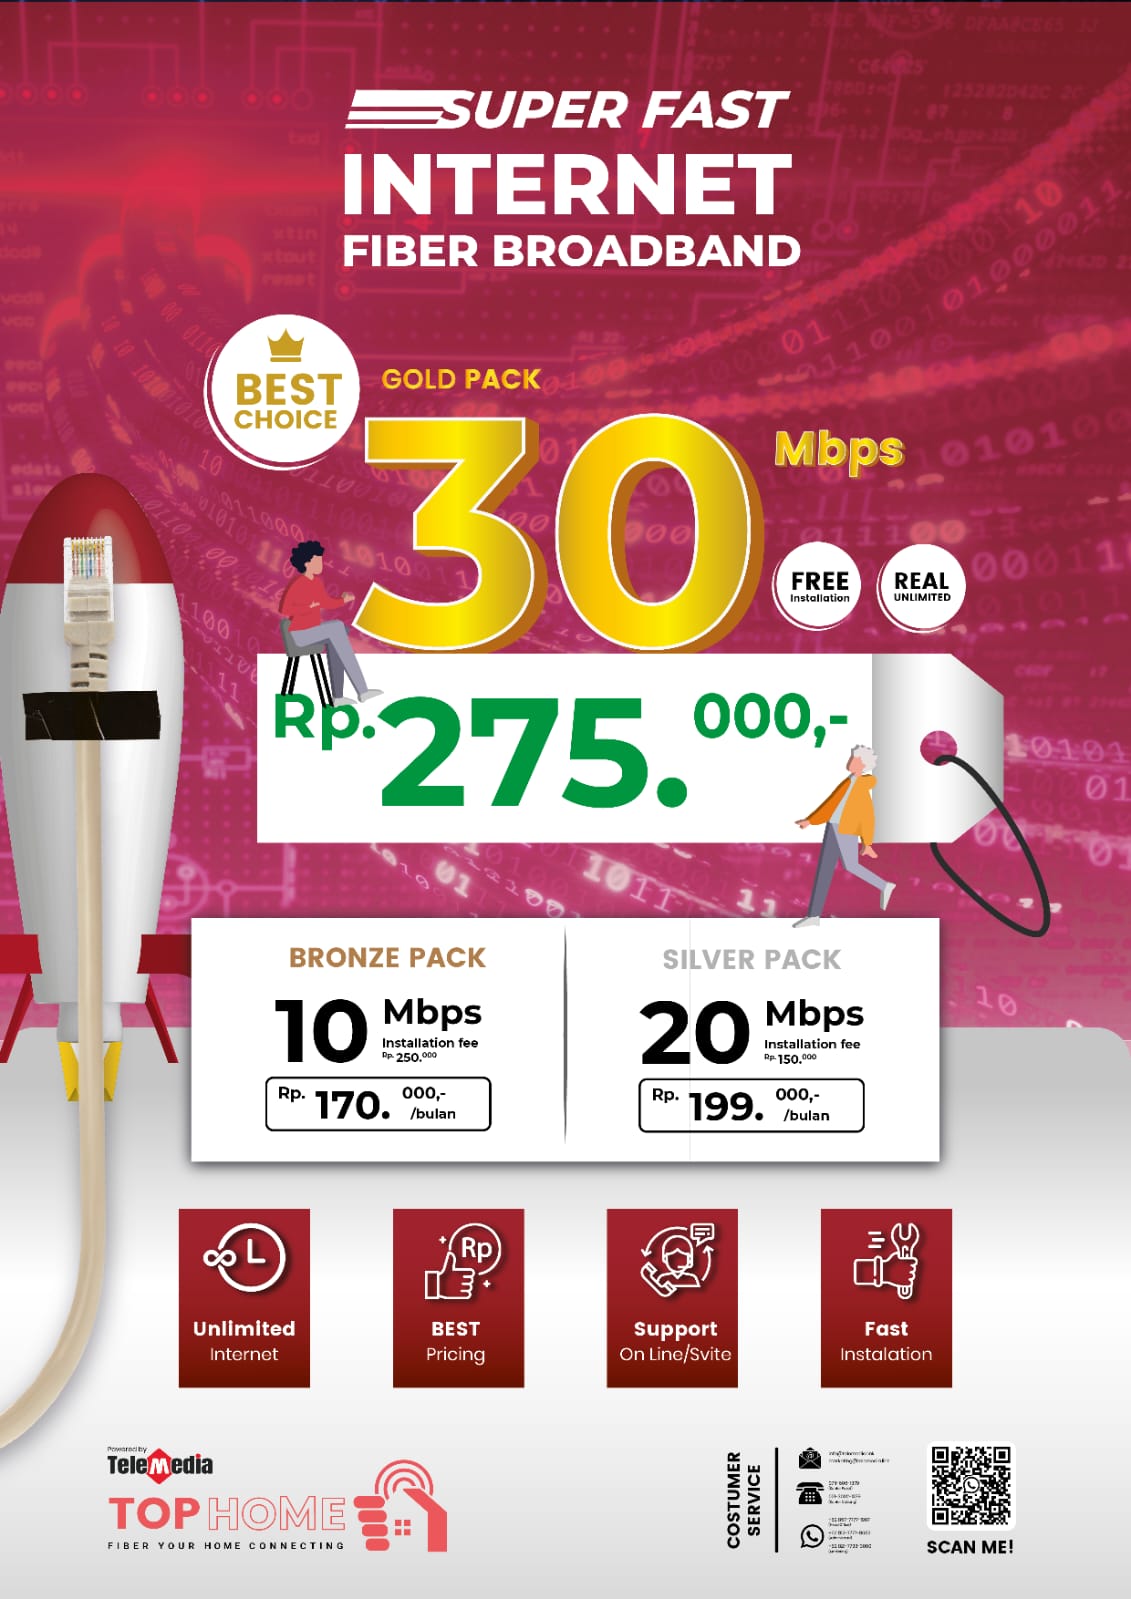 SUPER FAST
INTERNET
FIBER BROADBAND
BEST
CHOICE
GOLD PACK
30 Mbps
FREE
Installation
REAL
UNLIMITED
Rp.275.000,-
BRONZE PACK
10 Mbps
Installation fee
Rp. 250.000
Rp. 170.000,-
/bulan
SILVER PACK
20 Mbps
Installation fee
Rp. 150.000
Rp. 199.000,-
/bulan
Rp
Unlimited
Internet
BEST
Pricing
Support
On Line/Svite
Fast
Instalation
Powered by
TeleMedia
TOPHOME
FIBER YOUR HOME CONNECTING
COSTUMER
SERVICE
SCAN ME!